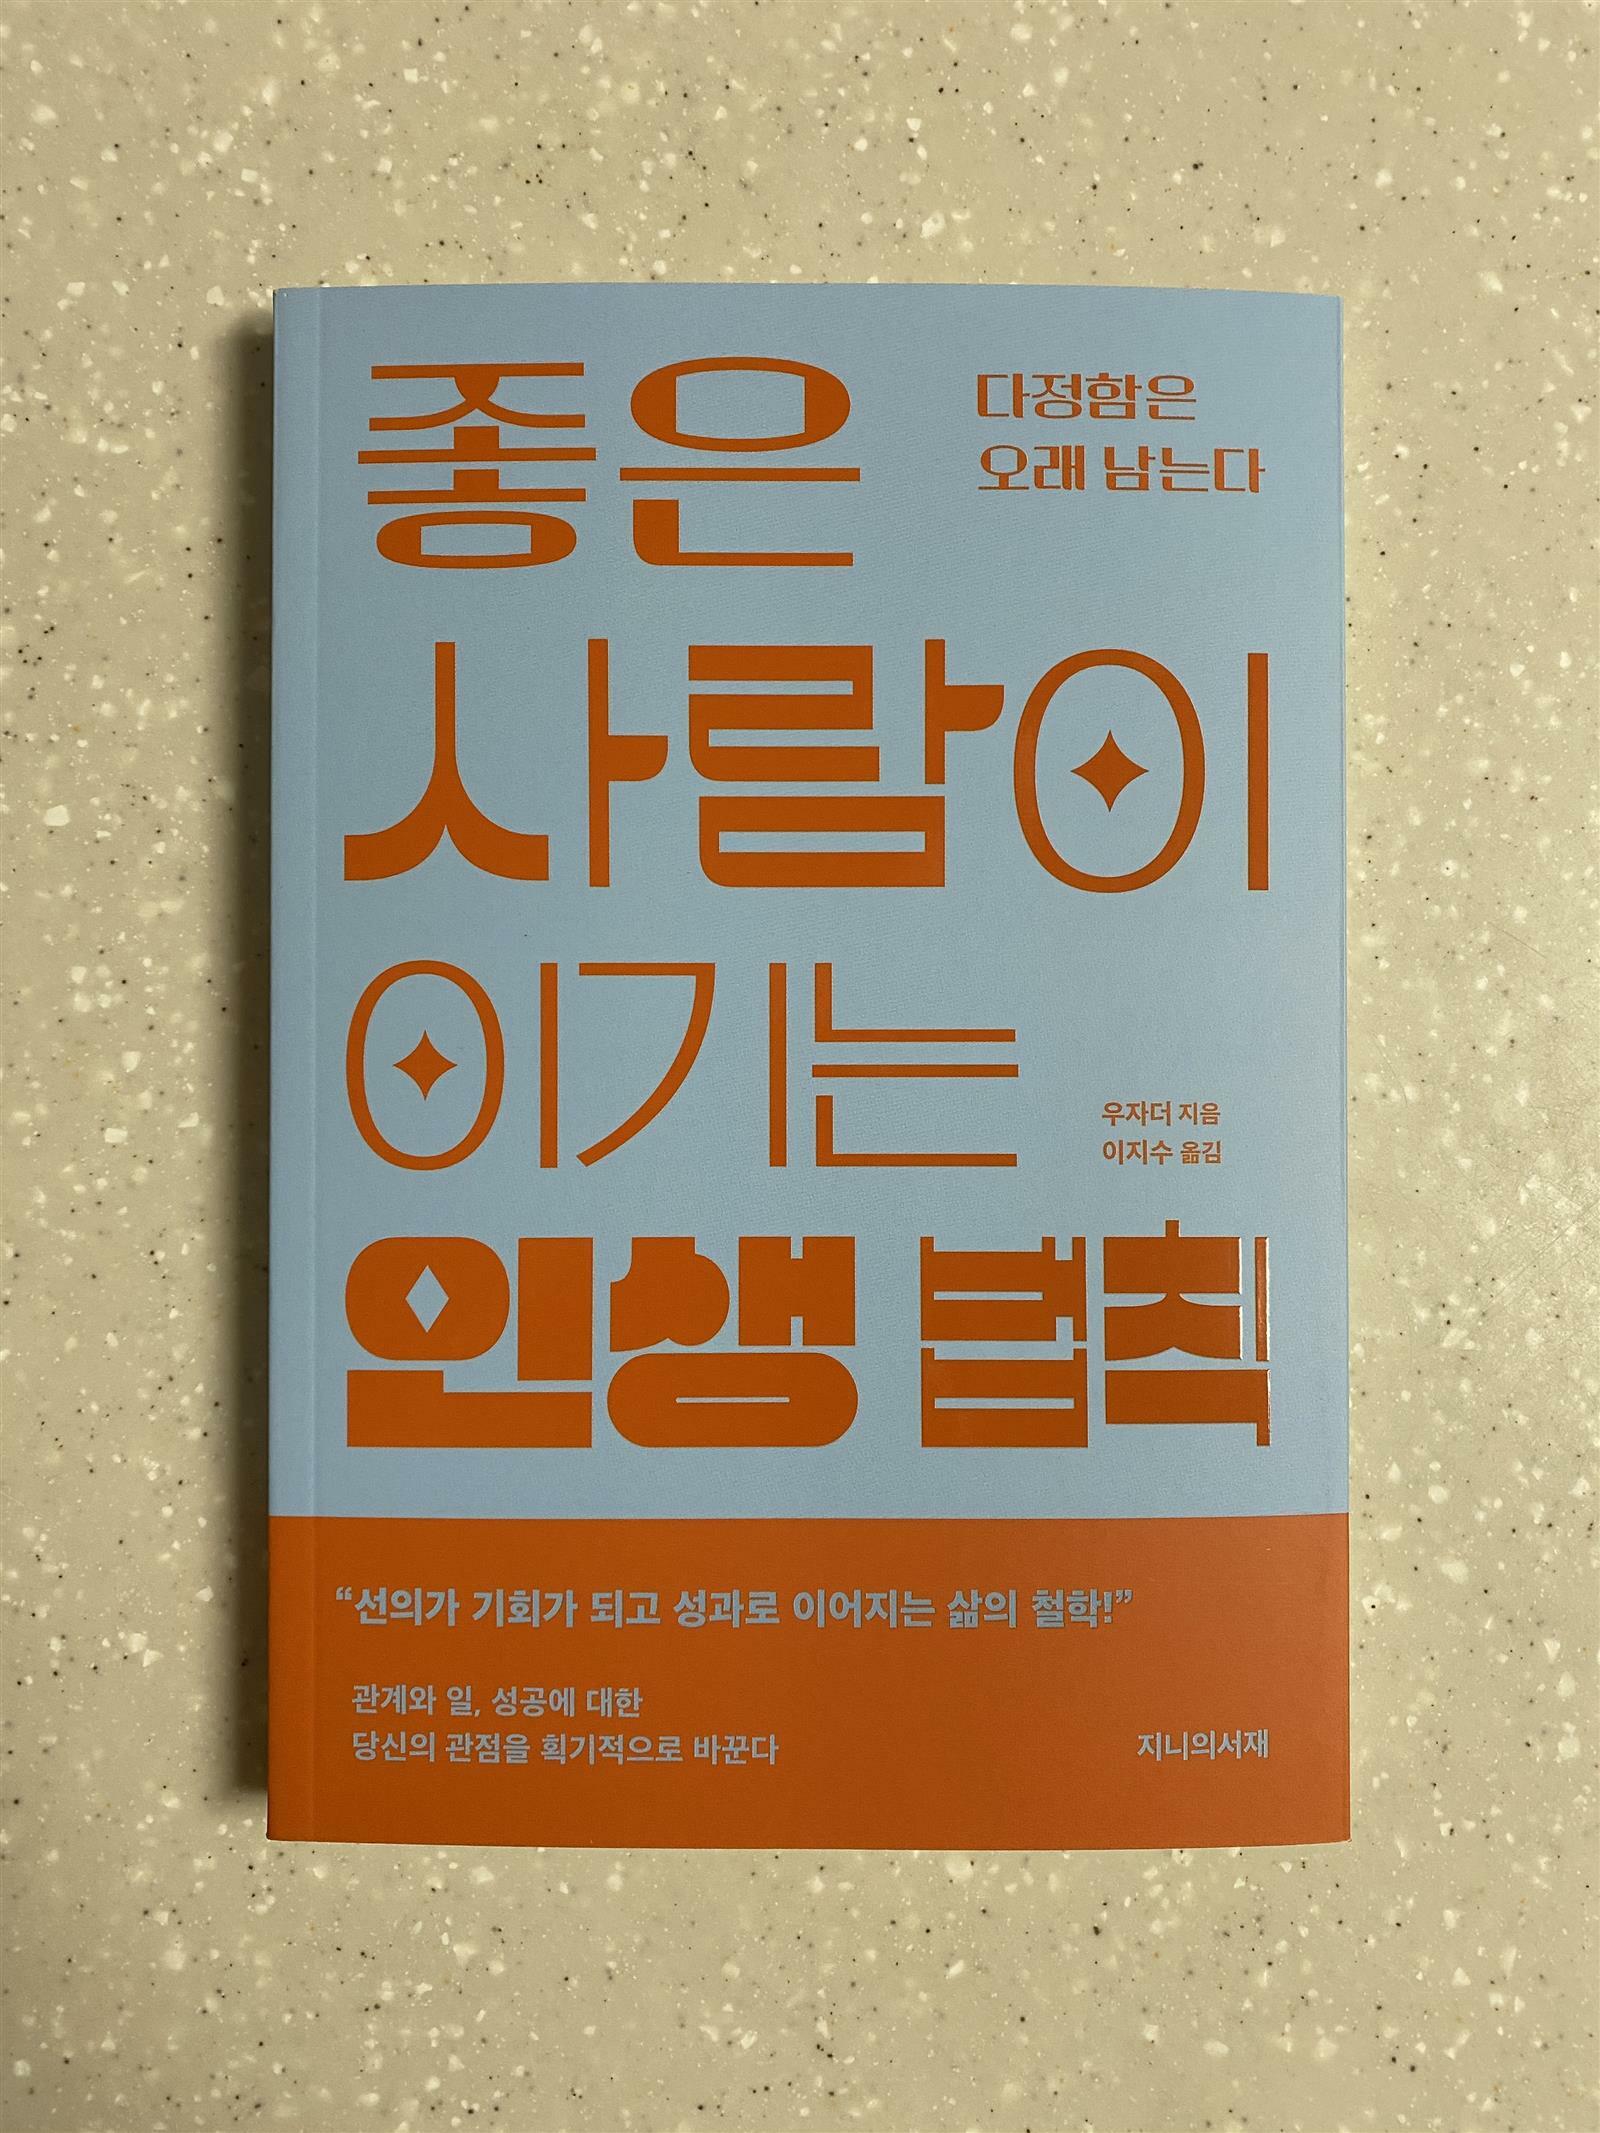 좋은
다정함은
오래 남는다
사람이
이기는
우자더 지음
이지수 옮김
인생 법칙
“선의가 기회가 되고 성과로 이어지는 삶의 철학!”
관계와 일, 성공에 대한
당신의 관점을 획기적으로 바꾼다
지니의서재